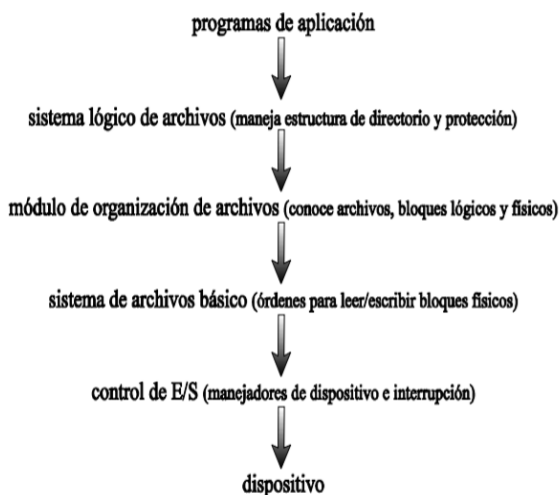 programas de aplicación
sistema lógico de archivos (maneja estructura de directorio y protección)
módulo de organización de archivos (conoce archivos, bloques lógicos y físicos)
sistema de archivos básico (órdenes para leer/escribir bloques físicos)
control de E/S (manejadores de dispositivo e interrupción)
dispositivo